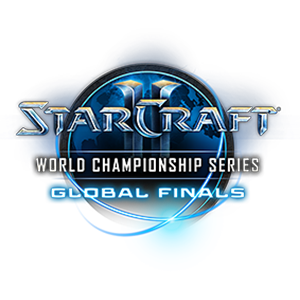 STARCRAFT
II
WORLD CHAMPIONSHIP SERIES
GLOBAL FINALS